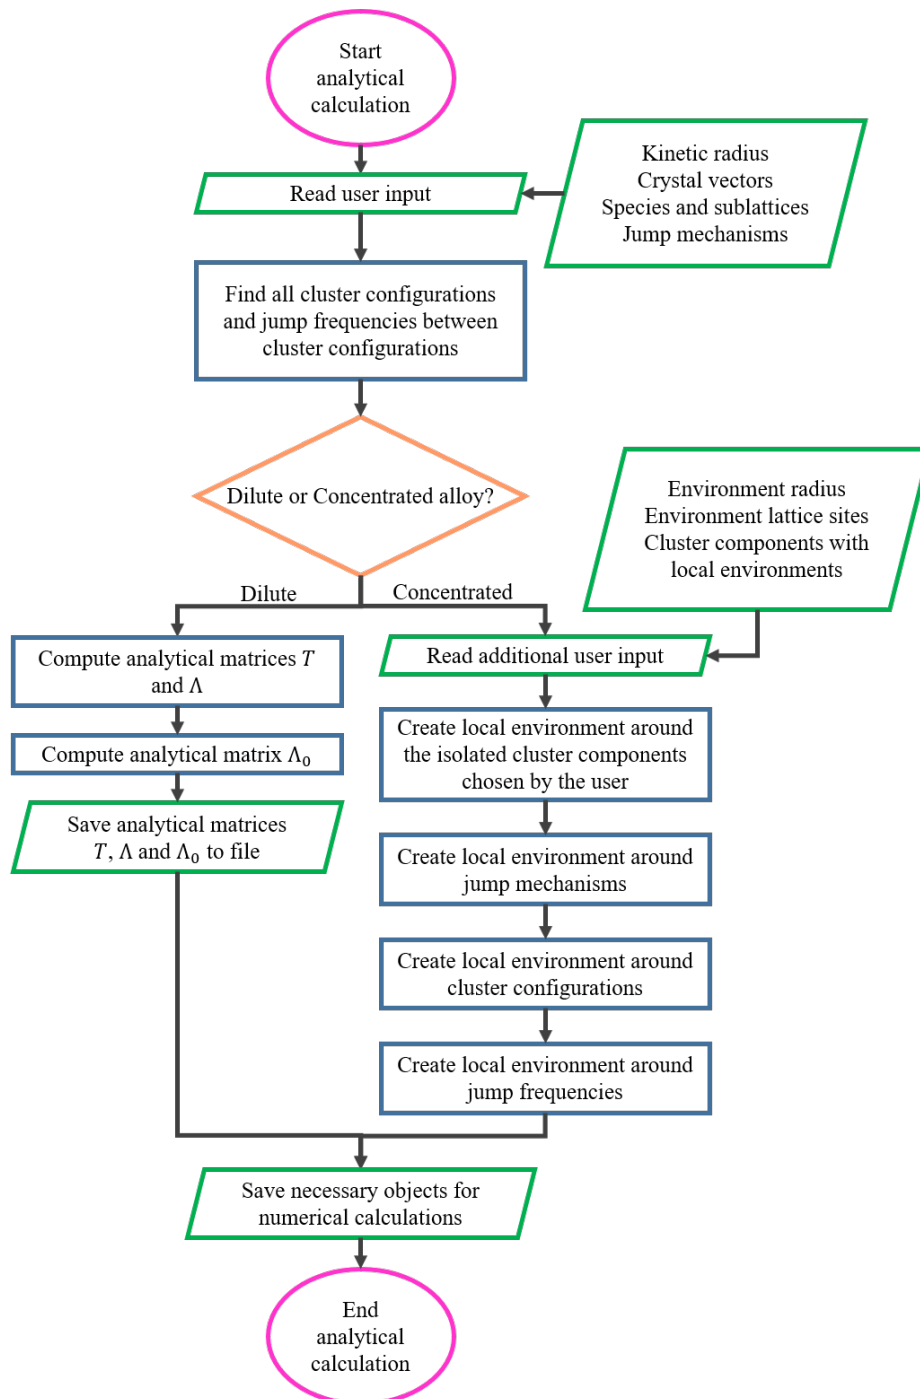 Start
analytical
calculation
Read user input
Kinetic radius
Crystal vectors
Species and sublattices
Jump mechanisms
Find all cluster configurations
and jump frequencies between
cluster configurations
Dilute or Concentrated alloy?
Environment radius
Environment lattice sites
Cluster components with
local environments
Dilute
Concentrated
Compute analytical matrices T
and Λ
Compute analytical matrix Λ₀
Save analytical matrices
T, Λ and Λ₀ to file
Read additional user input
Create local environment around
the isolated cluster components
chosen by the user
Create local environment around
jump mechanisms
Create local environment around
cluster configurations
Create local environment around
jump frequencies
Save necessary objects for
numerical calculations
End
analytical
calculation